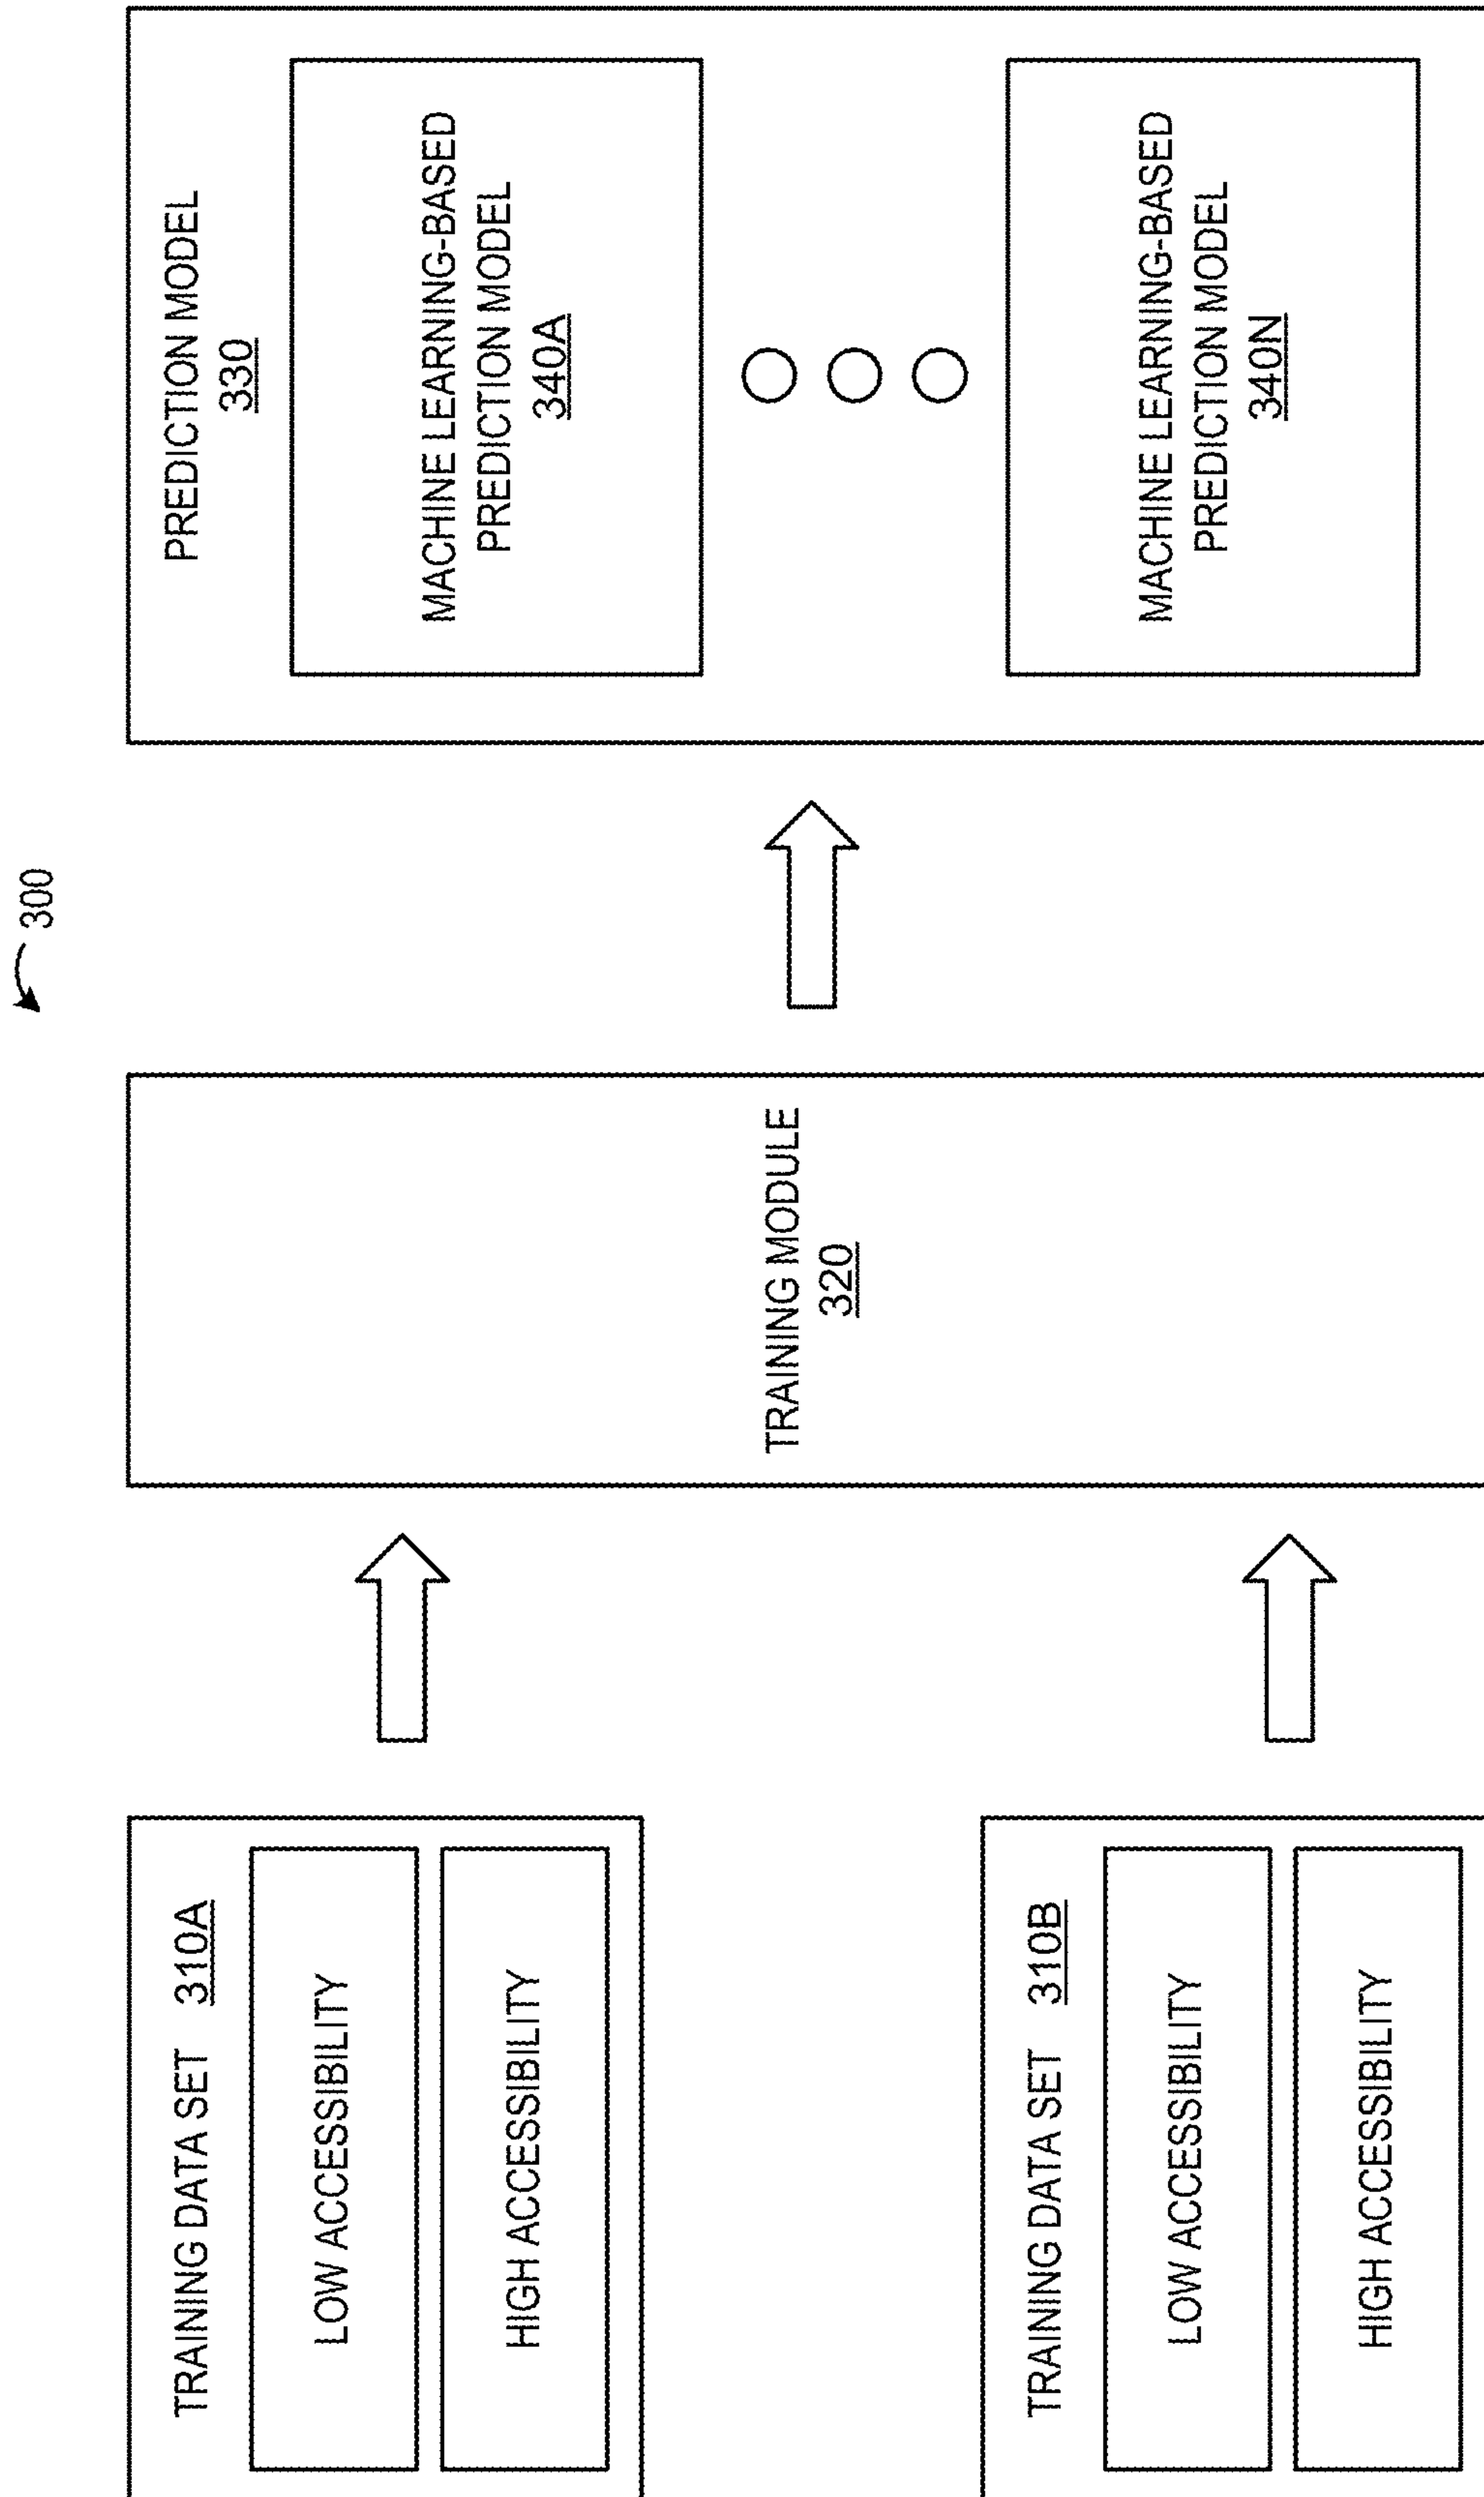 300
TRAINING DATA SET 310A
LOW ACCESSIBILITY
HIGH ACCESSIBILITY
TRAINING DATA SET 310B
LOW ACCESSIBILITY
HIGH ACCESSIBILITY
TRAINING MODULE
320
PREDICTION MODEL
330
MACHINE LEARNING-BASED
PREDICTION MODEL
340A
MACHINE LEARNING-BASED
PREDICTION MODEL
340N